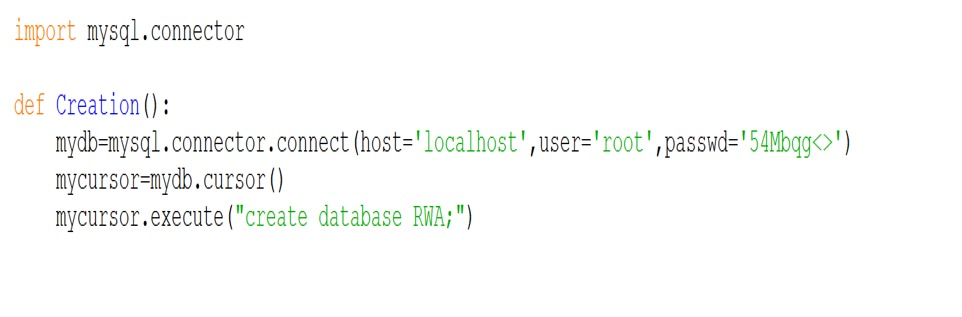 import mysql.connector
def Creation():
    mydb=mysql.connector.connect(host='localhost',user='root',passwd='54Mbqg<>')
    mycursor=mydb.cursor()
    mycursor.execute("create database RWA;")